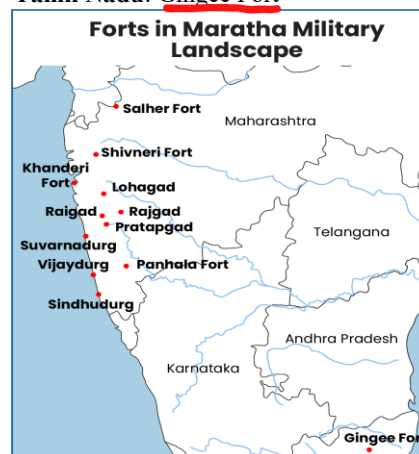 Tamil Nadu: Gingee Fort
Forts in Maratha Military
Landscape
Salher Fort
Maharashtra
Shivneri Fort
Khanderi
Fort
Lohagad
Raigad
Rajgad
Pratapgad
Suvarnadurg
Telangana
Vijaydurg
Panhala Fort
Sindhudurg
Andhra Pradesh
Karnataka
Gingee For